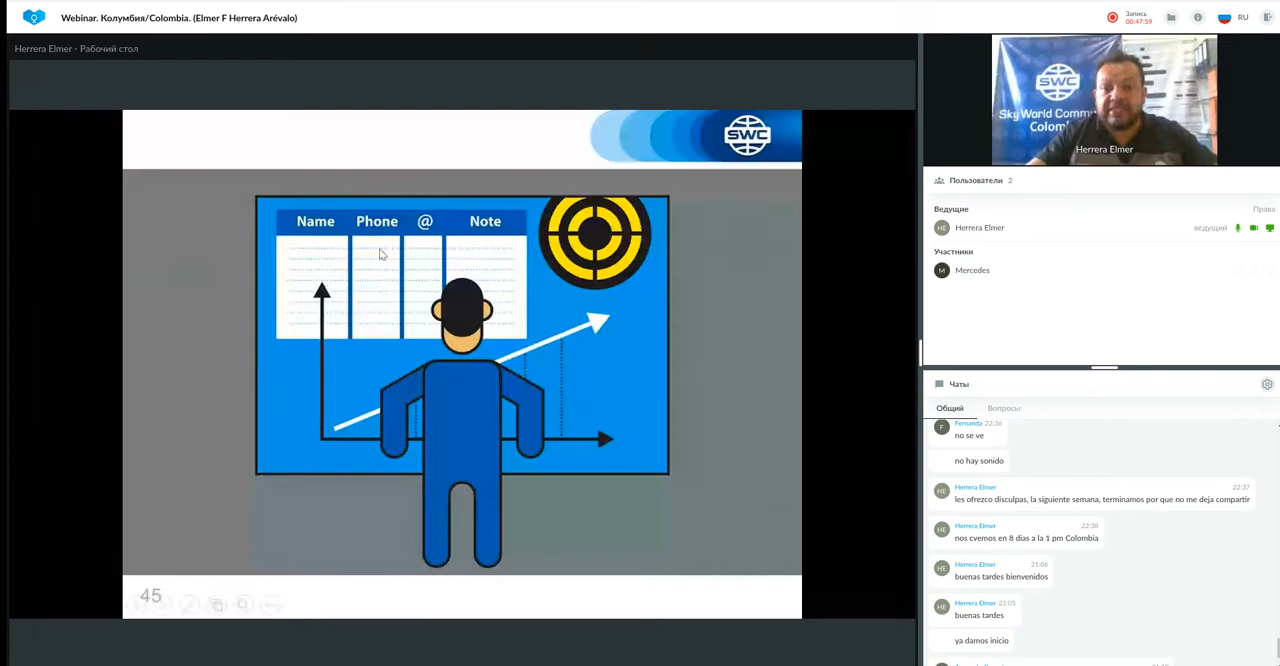 Webinar. Колумбия/Colombia. (Elmer F Herrera Arévalo)
Запись
00:47:59
RU
Herrera Elmer - Рабочий стол
SWC
Name Phone @ Note
45
SWC
Sky World Commu
Colom
Herrera Elmer
Пользователи 2
Ведущие Права
HE Herrera Elmer ведущий
Участники
M Mercedes
Чаты
Общий Вопросы
F Fernanda 22:36
no se ve
no hay sonido
HE Herrera Elmer 22:37
les ofrezco disculpas, la siguiente semana, terminamos por que no me deja compartir
HE Herrera Elmer 22:38
nos cvemos en 8 dias a la 1 pm Colombia
HE Herrera Elmer 21:06
buenas tardes bienvenidos
HE Herrera Elmer 21:05
buenas tardes
ya damos inicio